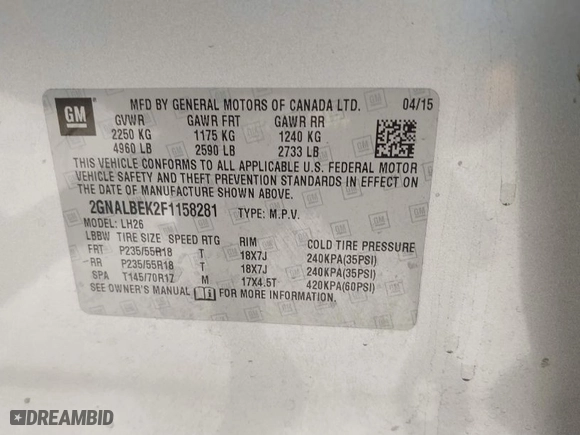 GM
MFD BY GENERAL MOTORS OF CANADA LTD. 04/15
GVWR GAWR FRT GAWR RR
2250 KG 1175 KG 1240 KG
4960 LB 2590 LB 2733 LB
THIS VEHICLE CONFORMS TO ALL APPLICABLE U.S. FEDERAL MOTOR
VEHICLE SAFETY AND THEFT PREVENTION STANDARDS IN EFFECT ON
THE DATE OF MANUFACTURE SHOWN ABOVE.
2GNALBEK2F1158281 TYPE: M.P.V.
MODEL: LH26
LBBW TIRE SIZE SPEED RTG RIM COLD TIRE PRESSURE
FRT P235/55R18 T 18X7J 240KPA(35PSI)
RR P235/55R18 T 18X7J 240KPA(35PSI)
SPA T145/70R17 M 17X4.5T 420KPA(60PSI)
SEE OWNER'S MANUAL FOR MORE INFORMATION.
DREAMBID